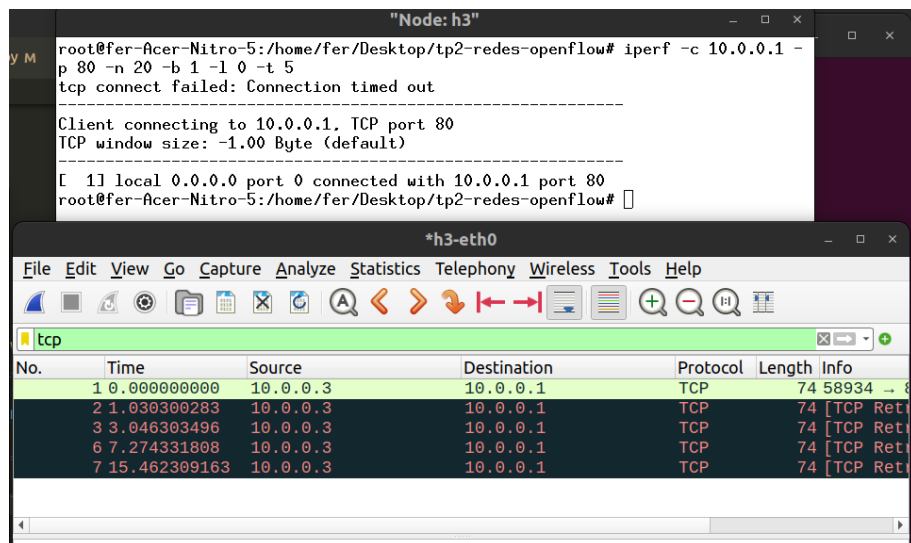 "Node: h3"
y M
root@fer-Acer-Nitro-5:/home/fer/Desktop/tp2-redes-openflow# iperf -c 10.0.0.1 -
p 80 -n 20 -b 1 -l 0 -t 5
tcp connect failed: Connection timed out
------------------------------------------------------------
Client connecting to 10.0.0.1, TCP port 80
TCP window size: -1.00 Byte (default)
------------------------------------------------------------
[  1] local 0.0.0.0 port 0 connected with 10.0.0.1 port 80
root@fer-Acer-Nitro-5:/home/fer/Desktop/tp2-redes-openflow#
*h3-eth0
File Edit View Go Capture Analyze Statistics Telephony Wireless Tools Help
tcp
No. Time Source Destination Protocol Length Info
1 0.000000000 10.0.0.3 10.0.0.1 TCP 74 58934 →
2 1.030300283 10.0.0.3 10.0.0.1 TCP 74 [TCP Retr
3 3.046303496 10.0.0.3 10.0.0.1 TCP 74 [TCP Retr
6 7.274331808 10.0.0.3 10.0.0.1 TCP 74 [TCP Retr
7 15.462309163 10.0.0.3 10.0.0.1 TCP 74 [TCP Retr